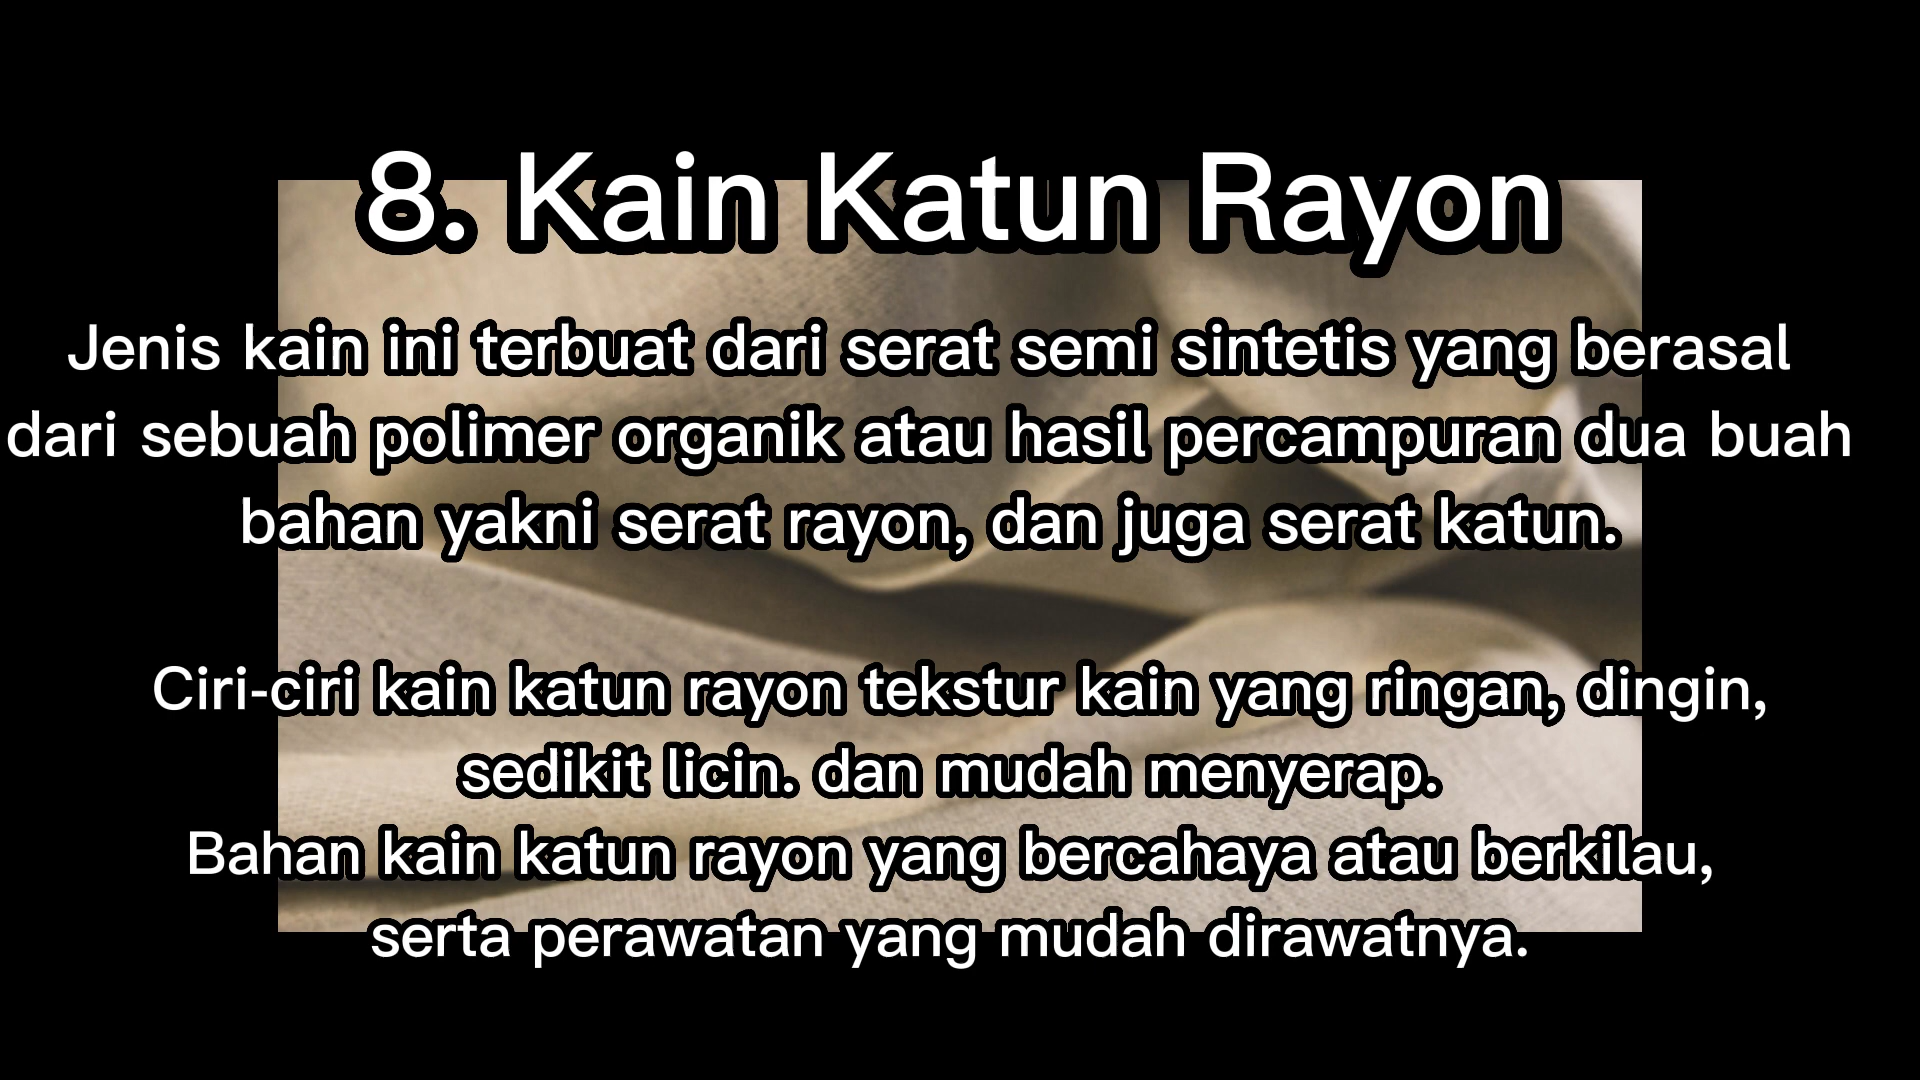 8. Kain Katun Rayon
Jenis kain ini terbuat dari serat semi sintetis yang berasal
dari sebuah polimer organik atau hasil percampuran dua buah
bahan yakni serat rayon, dan juga serat katun.
Ciri-ciri kain katun rayon tekstur kain yang ringan, dingin,
sedikit licin. dan mudah menyerap.
Bahan kain katun rayon yang bercahaya atau berkilau,
serta perawatan yang mudah dirawatnya.